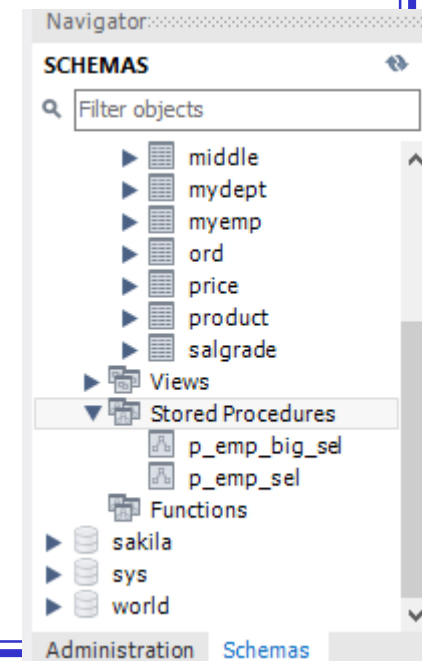 Navigator
SCHEMAS
Filter objects
middle
mydept
myemp
ord
price
product
salgrade
Views
Stored Procedures
p_emp_big_sel
p_emp_sel
Functions
sakila
sys
world
Administration Schemas